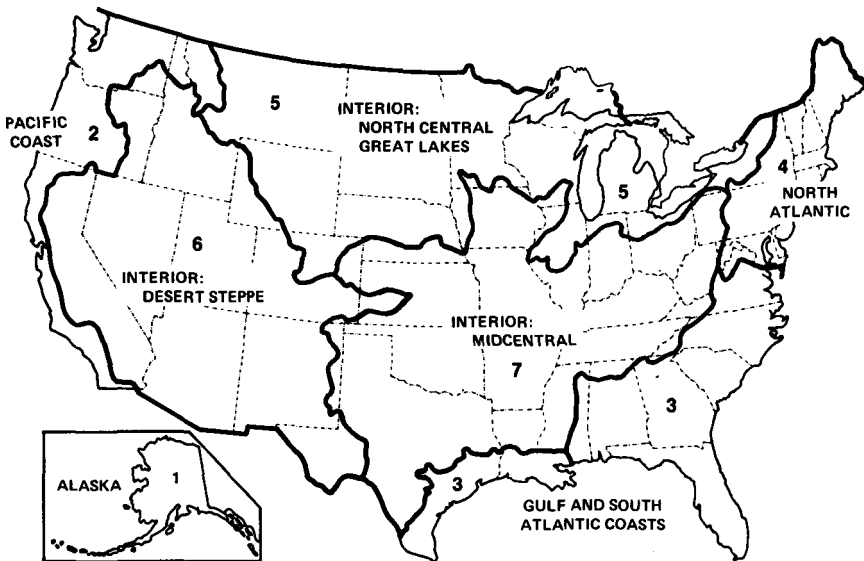 5
INTERIOR:
NORTH CENTRAL
GREAT LAKES
PACIFIC
COAST
2
4
NORTH
ATLANTIC
5
6
INTERIOR:
DESERT STEPPE
INTERIOR:
MIDCENTRAL
7
3
ALASKA
1
3
GULF AND SOUTH
ATLANTIC COASTS